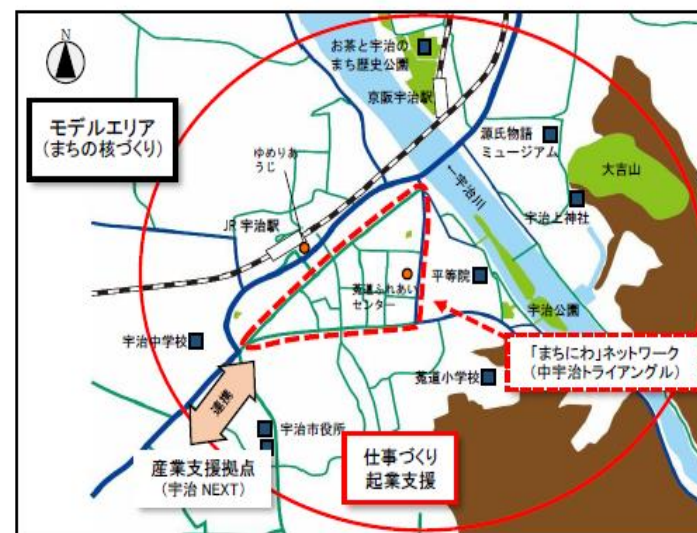 お茶と宇治の
まち歴史公園
N
京阪宇治駅
モデルエリア
(まちの核づくり)
源氏物語
ミュージアム
ゆめりあ
うじ
大吉山
←宇治川
JR 宇治駅
宇治上神社
菟道ふれあい
センター
平等院
宇治公園
宇治中学校
「まちにわ」ネットワーク
(中宇治トライアングル)
菟道小学校
連携
宇治市役所
産業支援拠点
(宇治 NEXT)
仕事づくり
起業支援